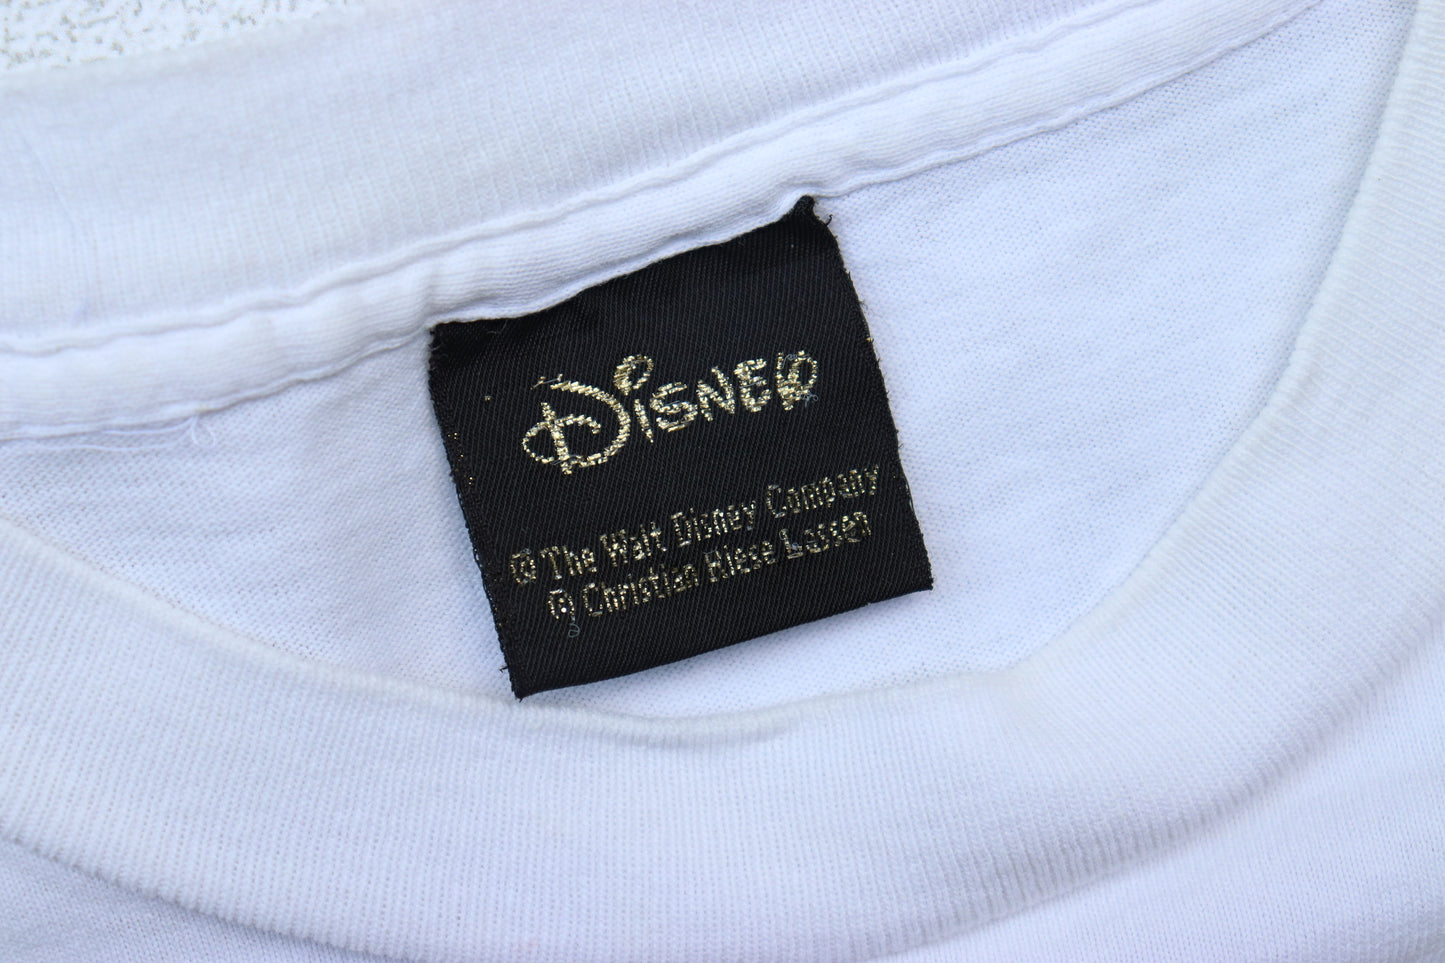 Disney
© The Walt Disney Company
© Christian Riese Lassen